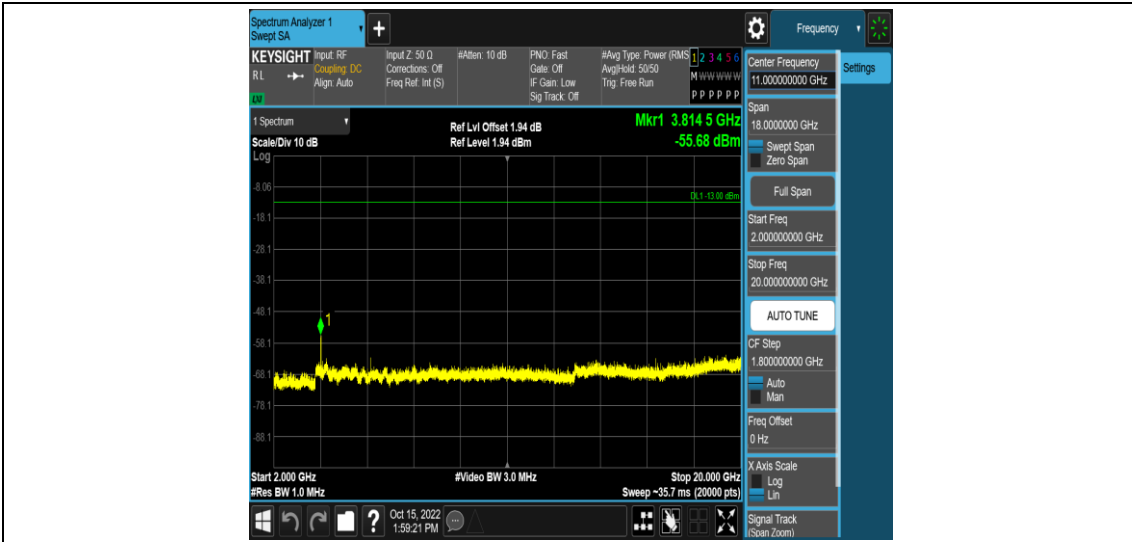 Spectrum Analyzer 1
Swept SA
Frequency
KEYSIGHT
Input: RF
Coupling: DC
Align: Auto
Input Z: 50 Ω
Corrections: Off
Freq Ref: Int (S)
#Atten: 10 dB
PNO: Fast
Gate: Off
IF Gain: Low
Sig Track: Off
#Avg Type: Power (RMS
Avg|Hold: 50/50
Trig: Free Run
1 2 3 4 5 6
M W W W W W
P P P P P P
R L
1 Spectrum
Scale/Div 10 dB
Log
Ref Lvl Offset 1.94 dB
Ref Level 1.94 dBm
Mkr1 3.814 5 GHz
-55.68 dBm
DL1 -13.00 dBm
-8.06
-18.1
-28.1
-38.1
-48.1
-58.1
-68.1
-78.1
-88.1
1
Start 2.000 GHz
#Res BW 1.0 MHz
#Video BW 3.0 MHz
Stop 20.000 GHz
Sweep ~35.7 ms (20000 pts)
Oct 15, 2022
1:59:21 PM
Center Frequency
11.000000000 GHz
Settings
Span
18.0000000 GHz
Swept Span
Zero Span
Full Span
Start Freq
2.000000000 GHz
Stop Freq
20.000000000 GHz
AUTO TUNE
CF Step
1.800000000 GHz
Auto
Man
Freq Offset
0 Hz
X Axis Scale
Log
Lin
Signal Track
(Span Zoom)